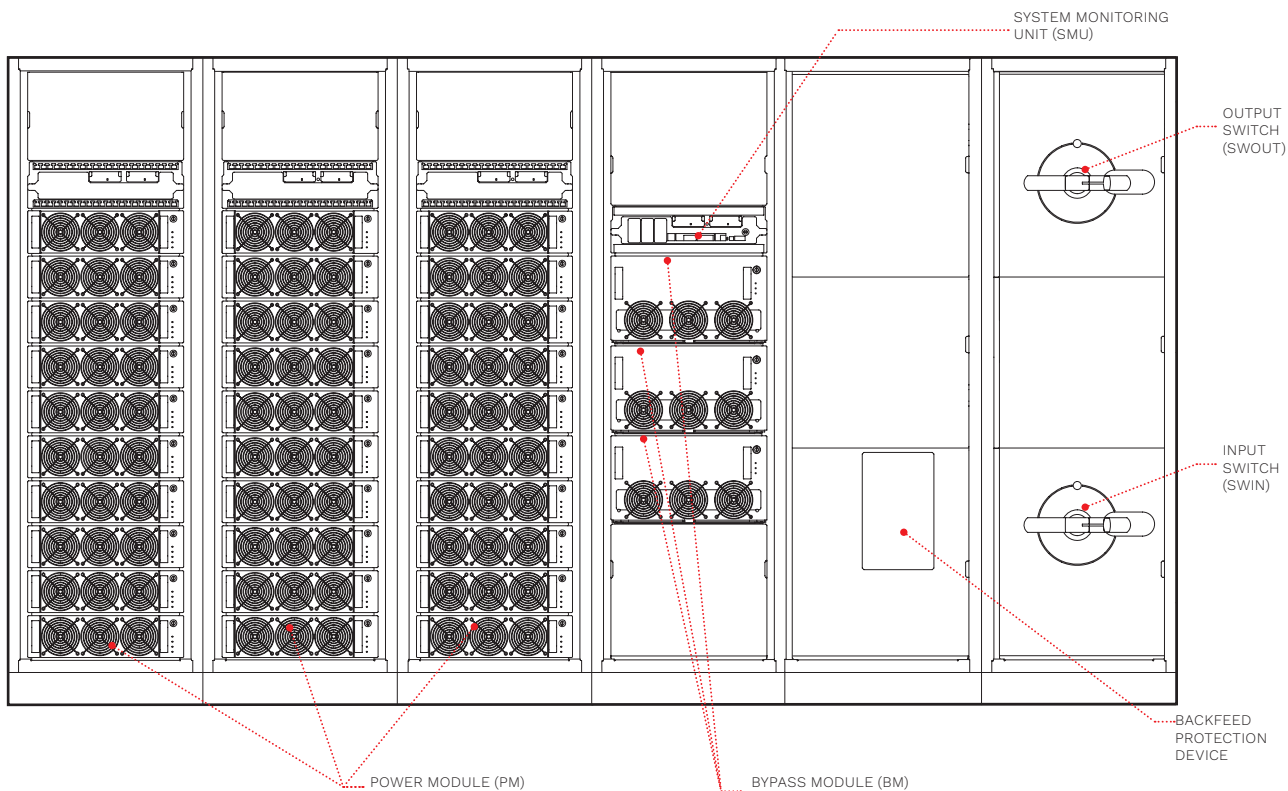 SYSTEM MONITORING
UNIT (SMU)
OUTPUT
SWITCH
(SWOUT)
INPUT
SWITCH
(SWIN)
BACKFEED
PROTECTION
DEVICE
POWER MODULE (PM)
BYPASS MODULE (BM)